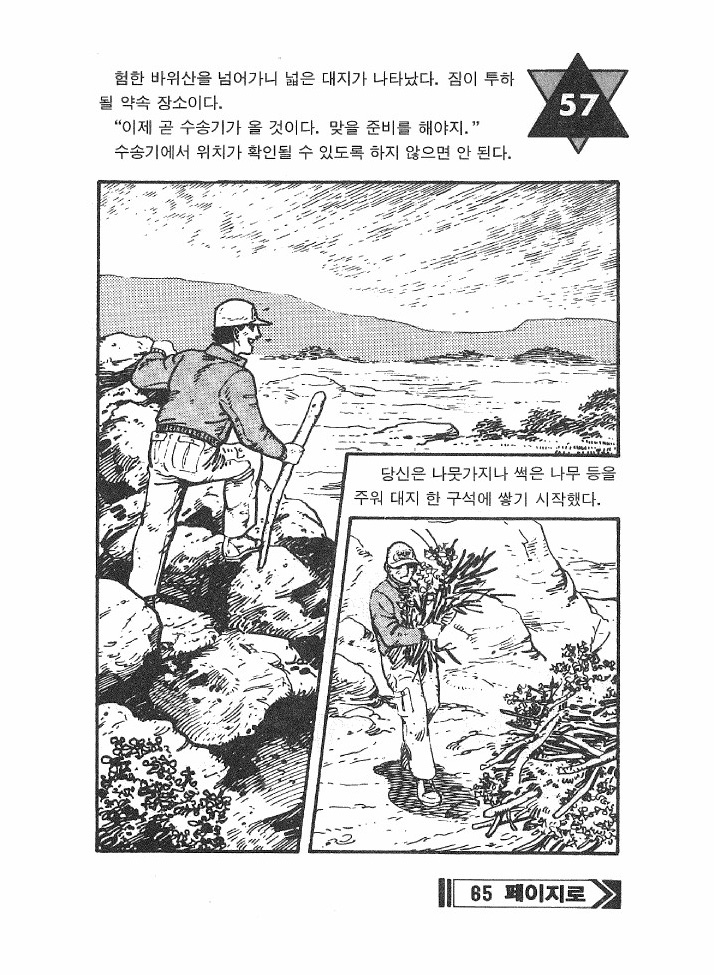 험한 바위산을 넘어가니 넓은 대지가 나타났다. 짐이 투하
될 약속 장소이다.
“이제 곧 수송기가 올 것이다. 맞을 준비를 해야지.”
수송기에서 위치가 확인될 수 있도록 하지 않으면 안 된다.
57
당신은 나뭇가지나 썩은 나무 등을
주워 대지 한 구석에 쌓기 시작했다.
65 페이지로